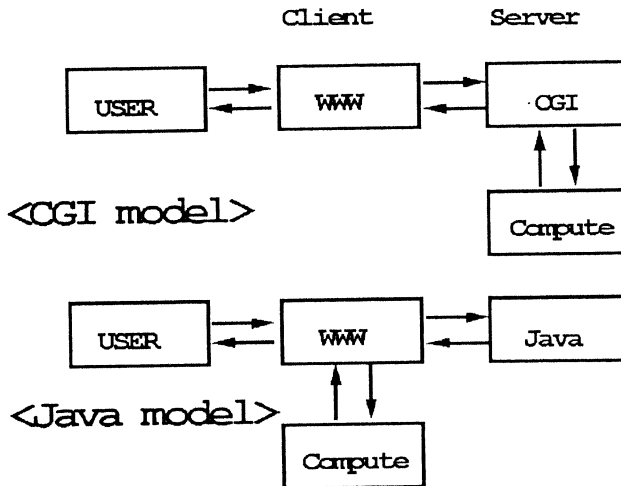 Client Server
USER WWW CGI
<CGI model>
Compute
USER WWW Java
<Java model>
Compute